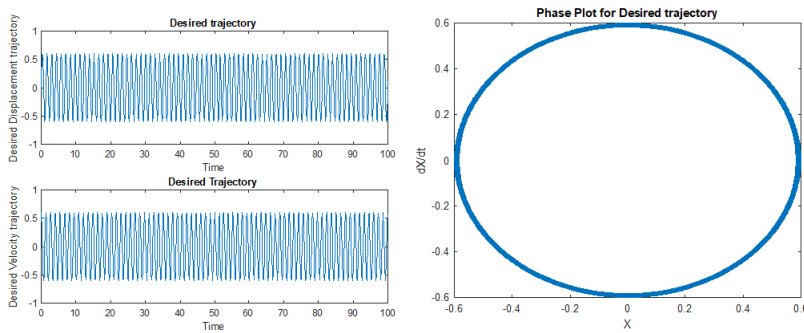 Desired trajectory
Desired Displacement trajectory
1
0.5
0
-0.5
-1
0 10 20 30 40 50 60 70 80 90 100
Time
Desired Trajectory
Desired Velocity trajectory
1
0.5
0
-0.5
-1
0 10 20 30 40 50 60 70 80 90 100
Time
Phase Plot for Desired trajectory
dX/dt
0.6
0.4
0.2
0
-0.2
-0.4
-0.6
-0.6 -0.4 -0.2 0 0.2 0.4 0.6
X